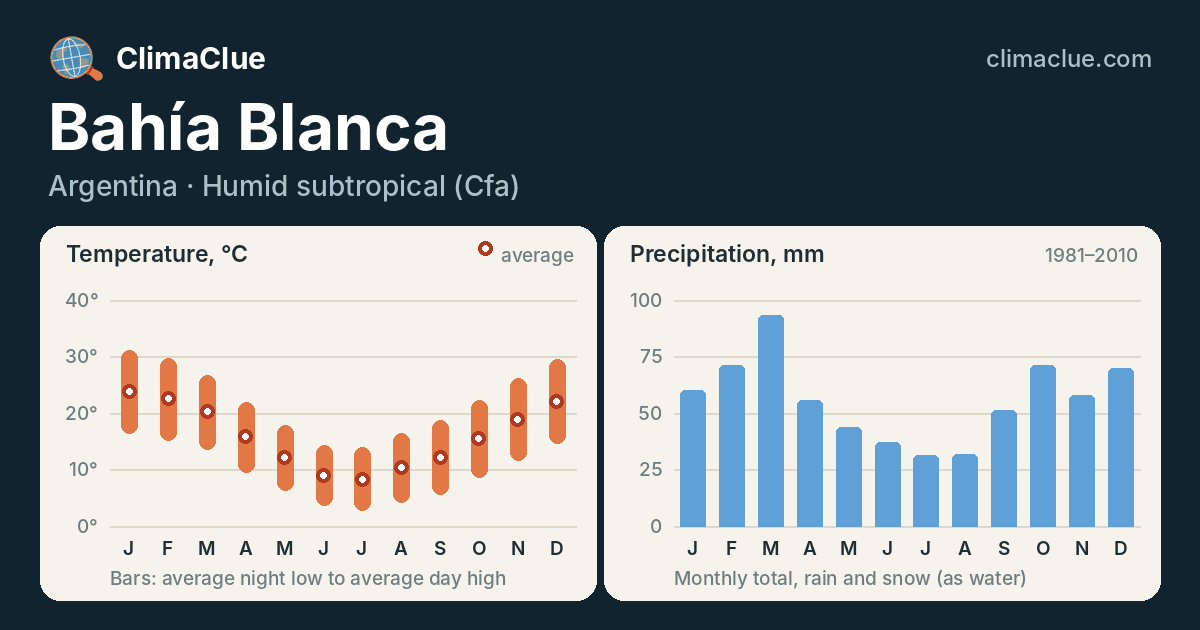 ClimaClue
climaclue.com
Bahía Blanca
Argentina · Humid subtropical (Cfa)
Temperature, °C
average
40°
30°
20°
10°
0°
J F M A M J J A S O N D
Bars: average night low to average day high
Precipitation, mm
1981–2010
100
75
50
25
0
J F M A M J J A S O N D
Monthly total, rain and snow (as water)